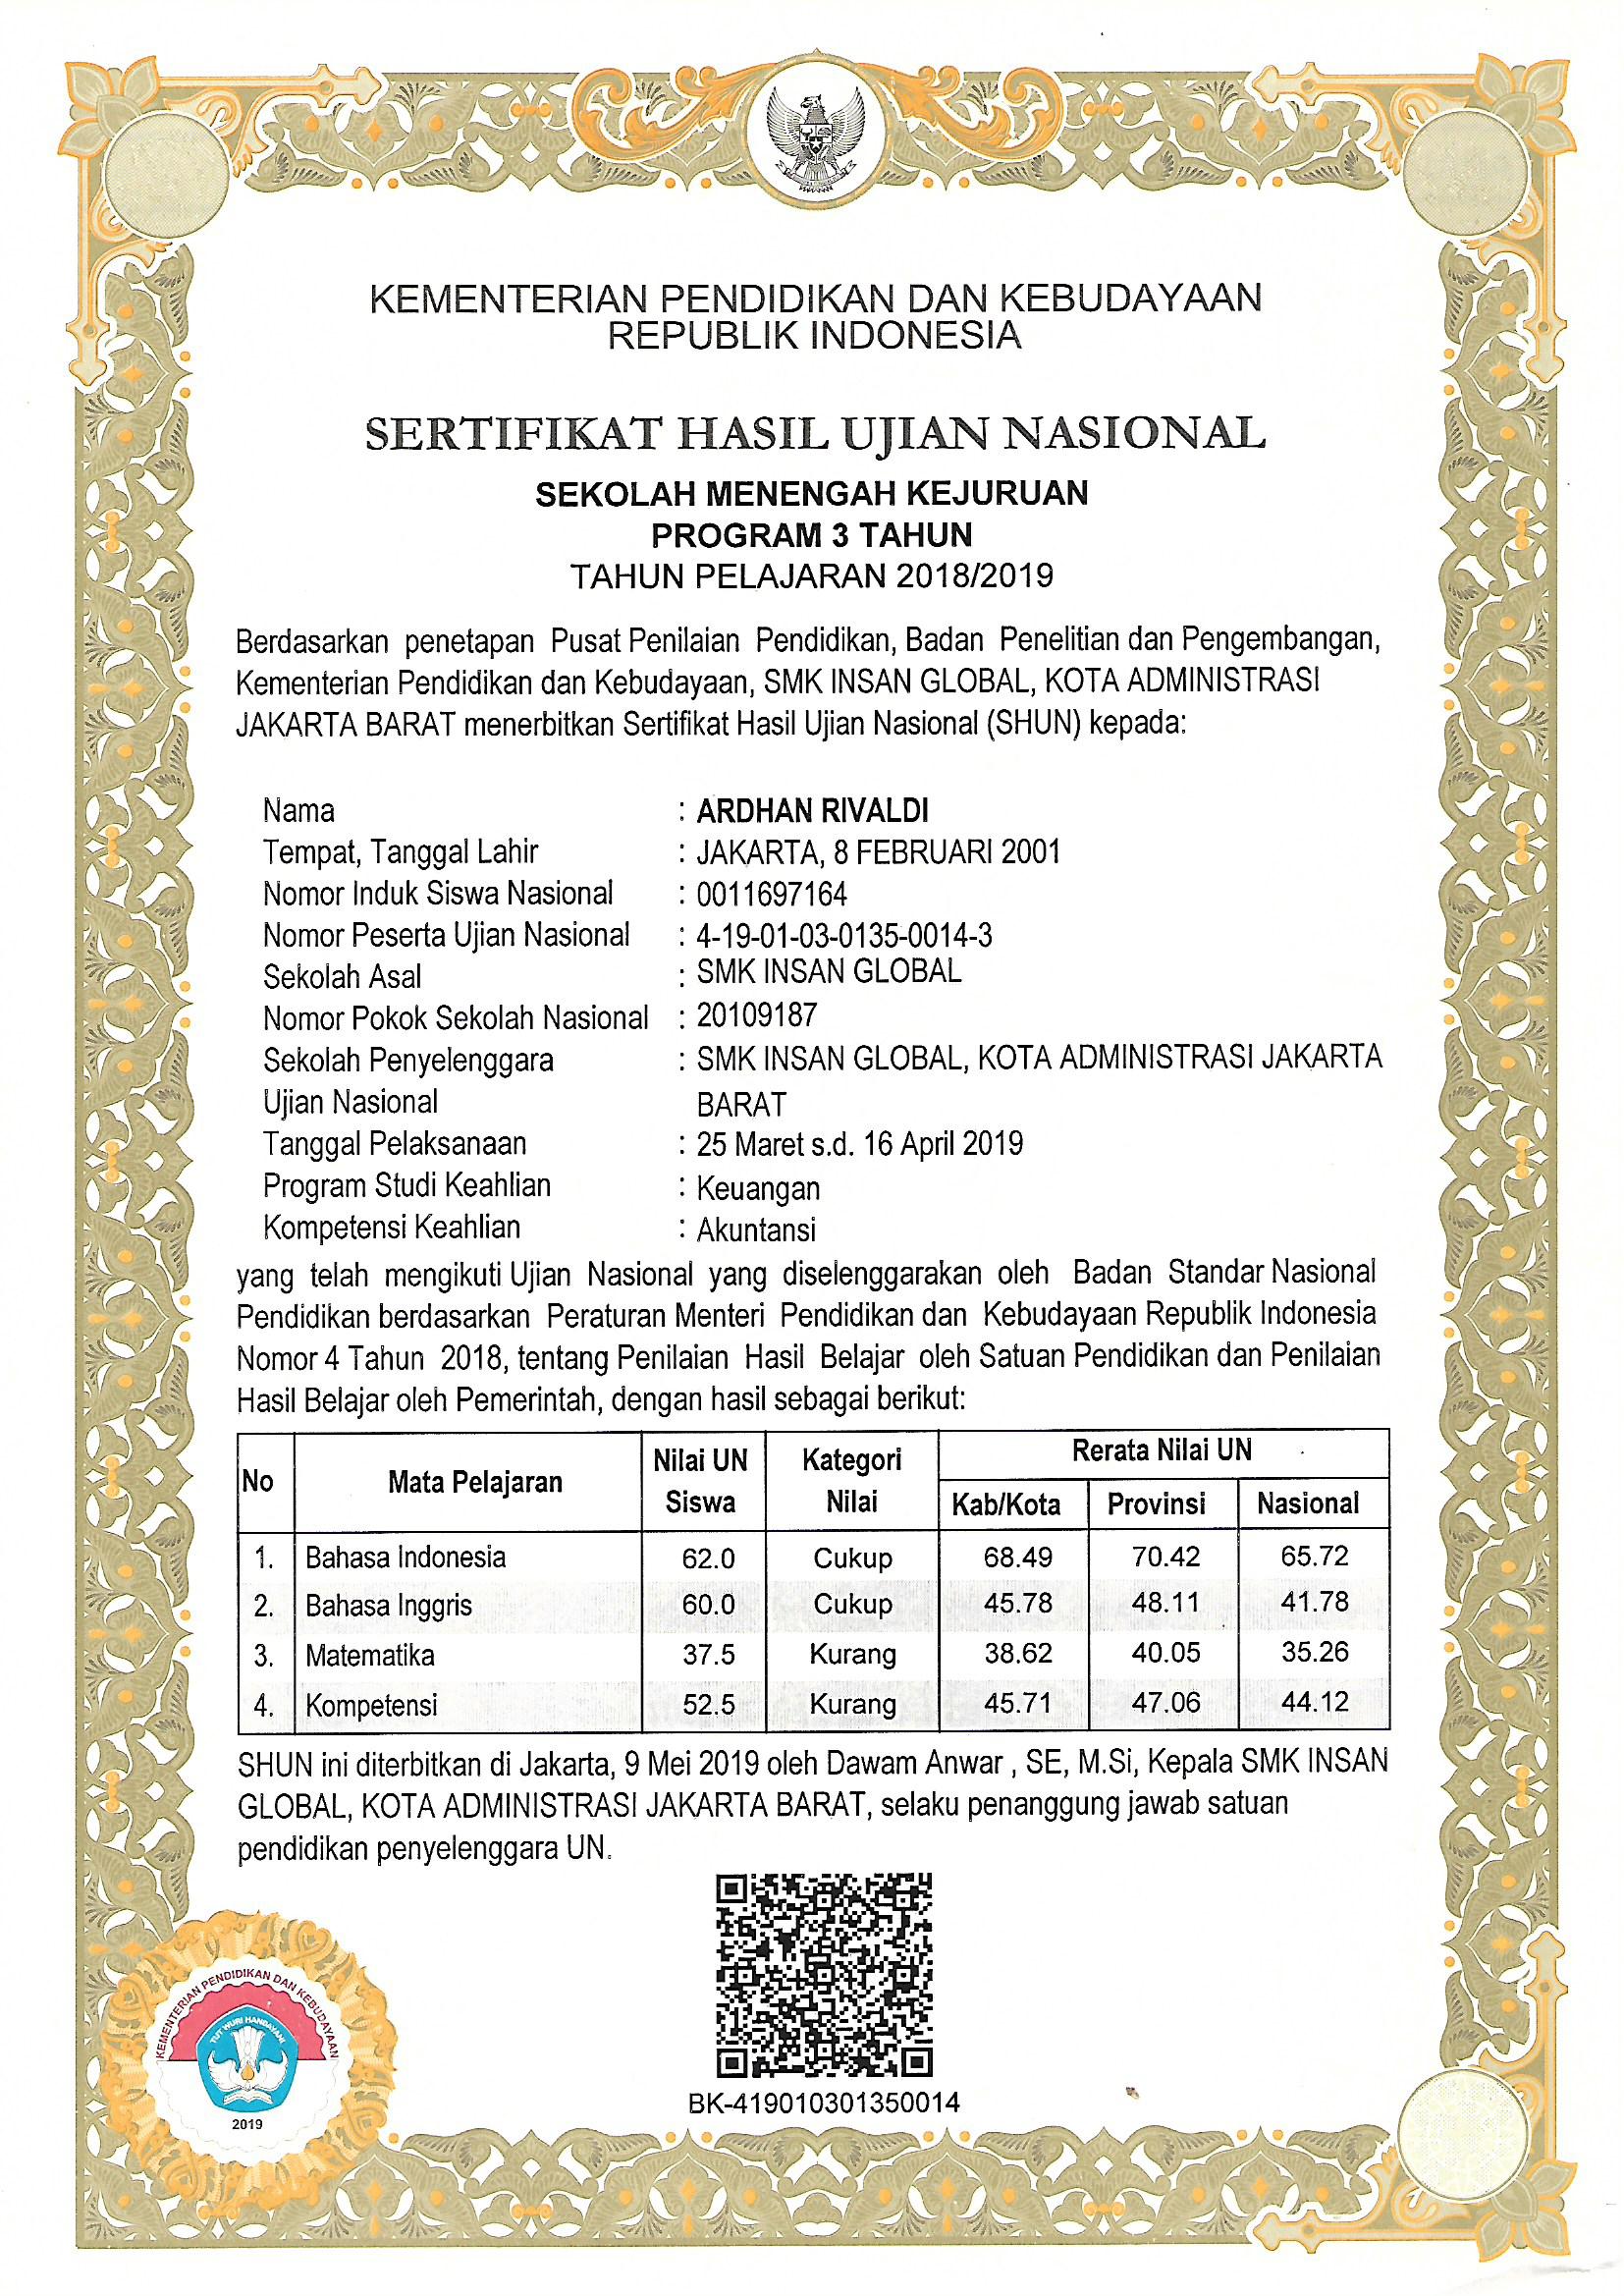 KEMENTERIAN PENDIDIKAN DAN KEBUDAYAAN
REPUBLIK INDONESIA
SERTIFIKAT HASIL UJIAN NASIONAL
SEKOLAH MENENGAH KEJURUAN
PROGRAM 3 TAHUN
TAHUN PELAJARAN 2018/2019
Berdasarkan penetapan Pusat Penilaian Pendidikan, Badan Penelitian dan Pengembangan,
Kementerian Pendidikan dan Kebudayaan, SMK INSAN GLOBAL, KOTA ADMINISTRASI
JAKARTA BARAT menerbitkan Sertifikat Hasil Ujian Nasional (SHUN) kepada:
Nama : ARDHAN RIVALDI
Tempat, Tanggal Lahir : JAKARTA, 8 FEBRUARI 2001
Nomor Induk Siswa Nasional : 0011697164
Nomor Peserta Ujian Nasional : 4-19-01-03-0135-0014-3
Sekolah Asal : SMK INSAN GLOBAL
Nomor Pokok Sekolah Nasional : 20109187
Sekolah Penyelenggara : SMK INSAN GLOBAL, KOTA ADMINISTRASI JAKARTA
Ujian Nasional BARAT
Tanggal Pelaksanaan : 25 Maret s.d. 16 April 2019
Program Studi Keahlian : Keuangan
Kompetensi Keahlian : Akuntansi
yang telah mengikuti Ujian Nasional yang diselenggarakan oleh Badan Standar Nasional
Pendidikan berdasarkan Peraturan Menteri Pendidikan dan Kebudayaan Republik Indonesia
Nomor 4 Tahun 2018, tentang Penilaian Hasil Belajar oleh Satuan Pendidikan dan Penilaian
Hasil Belajar oleh Pemerintah, dengan hasil sebagai berikut:
No Mata Pelajaran Nilai UN Siswa Kategori Nilai Rerata Nilai UN
Kab/Kota Provinsi Nasional
1. Bahasa Indonesia 62.0 Cukup 68.49 70.42 65.72
2. Bahasa Inggris 60.0 Cukup 45.78 48.11 41.78
3. Matematika 37.5 Kurang 38.62 40.05 35.26
4. Kompetensi 52.5 Kurang 45.71 47.06 44.12
SHUN ini diterbitkan di Jakarta, 9 Mei 2019 oleh Dawam Anwar , SE, M.Si, Kepala SMK INSAN
GLOBAL, KOTA ADMINISTRASI JAKARTA BARAT, selaku penanggung jawab satuan
pendidikan penyelenggara UN.
KEMENTERIAN PENDIDIKAN DAN KEBUDAYAAN
TUT WURI HANDAYANI
2019
BK-419010301350014